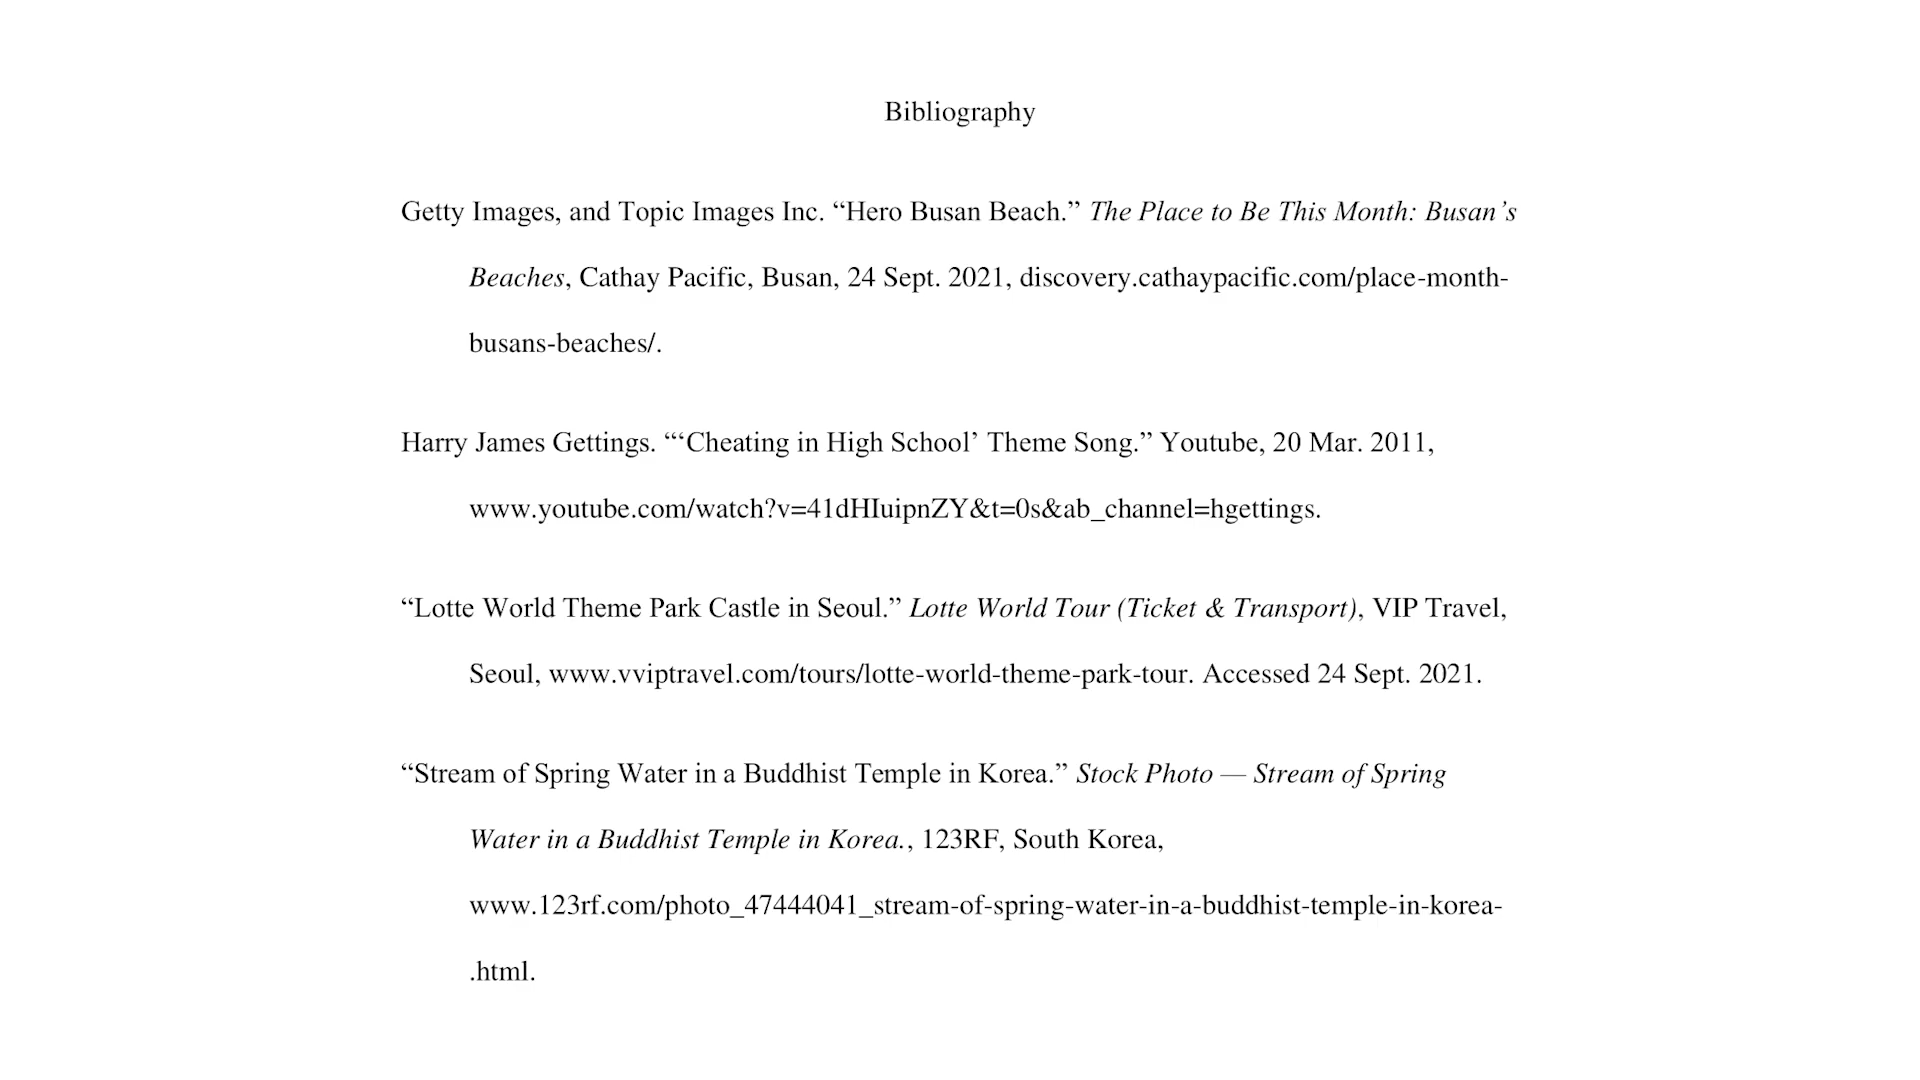 Bibliography
Getty Images, and Topic Images Inc. “Hero Busan Beach.” The Place to Be This Month: Busan’s
Beaches, Cathay Pacific, Busan, 24 Sept. 2021, discovery.cathaypacific.com/place-month-
busans-beaches/.
Harry James Gettings. “‘Cheating in High School’ Theme Song.” Youtube, 20 Mar. 2011,
www.youtube.com/watch?v=41dHIuipnZY&t=0s&ab_channel=hgettings.
“Lotte World Theme Park Castle in Seoul.” Lotte World Tour (Ticket & Transport), VIP Travel,
Seoul, www.vviptravel.com/tours/lotte-world-theme-park-tour. Accessed 24 Sept. 2021.
“Stream of Spring Water in a Buddhist Temple in Korea.” Stock Photo — Stream of Spring
Water in a Buddhist Temple in Korea., 123RF, South Korea,
www.123rf.com/photo_47444041_stream-of-spring-water-in-a-buddhist-temple-in-korea-
.html.